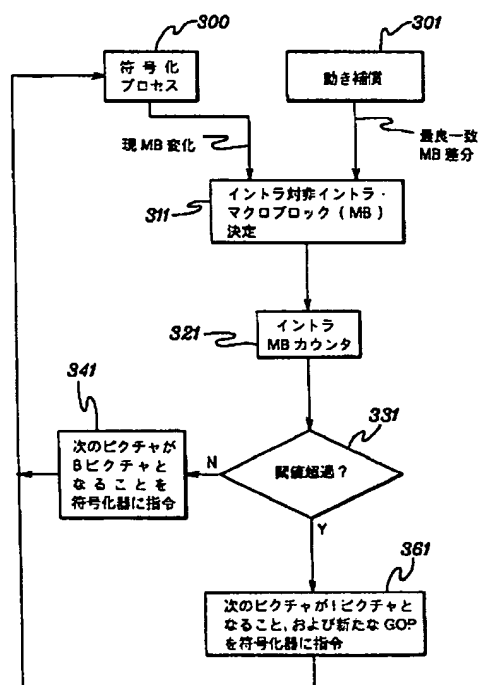 300
301
符号化
プロセス
動き補償
現MB変化
最良一致
MB差分
イントラ対非イントラ・
マクロブロック(MB)
決定
311
イントラ
MBカウンタ
321
341
331
次のピクチャが
Bピクチャと
なることを
符号化器に指令
N
閾値超過?
Y
361
次のピクチャがIピクチャと
なること、および新たなGOP
を符号化器に指令